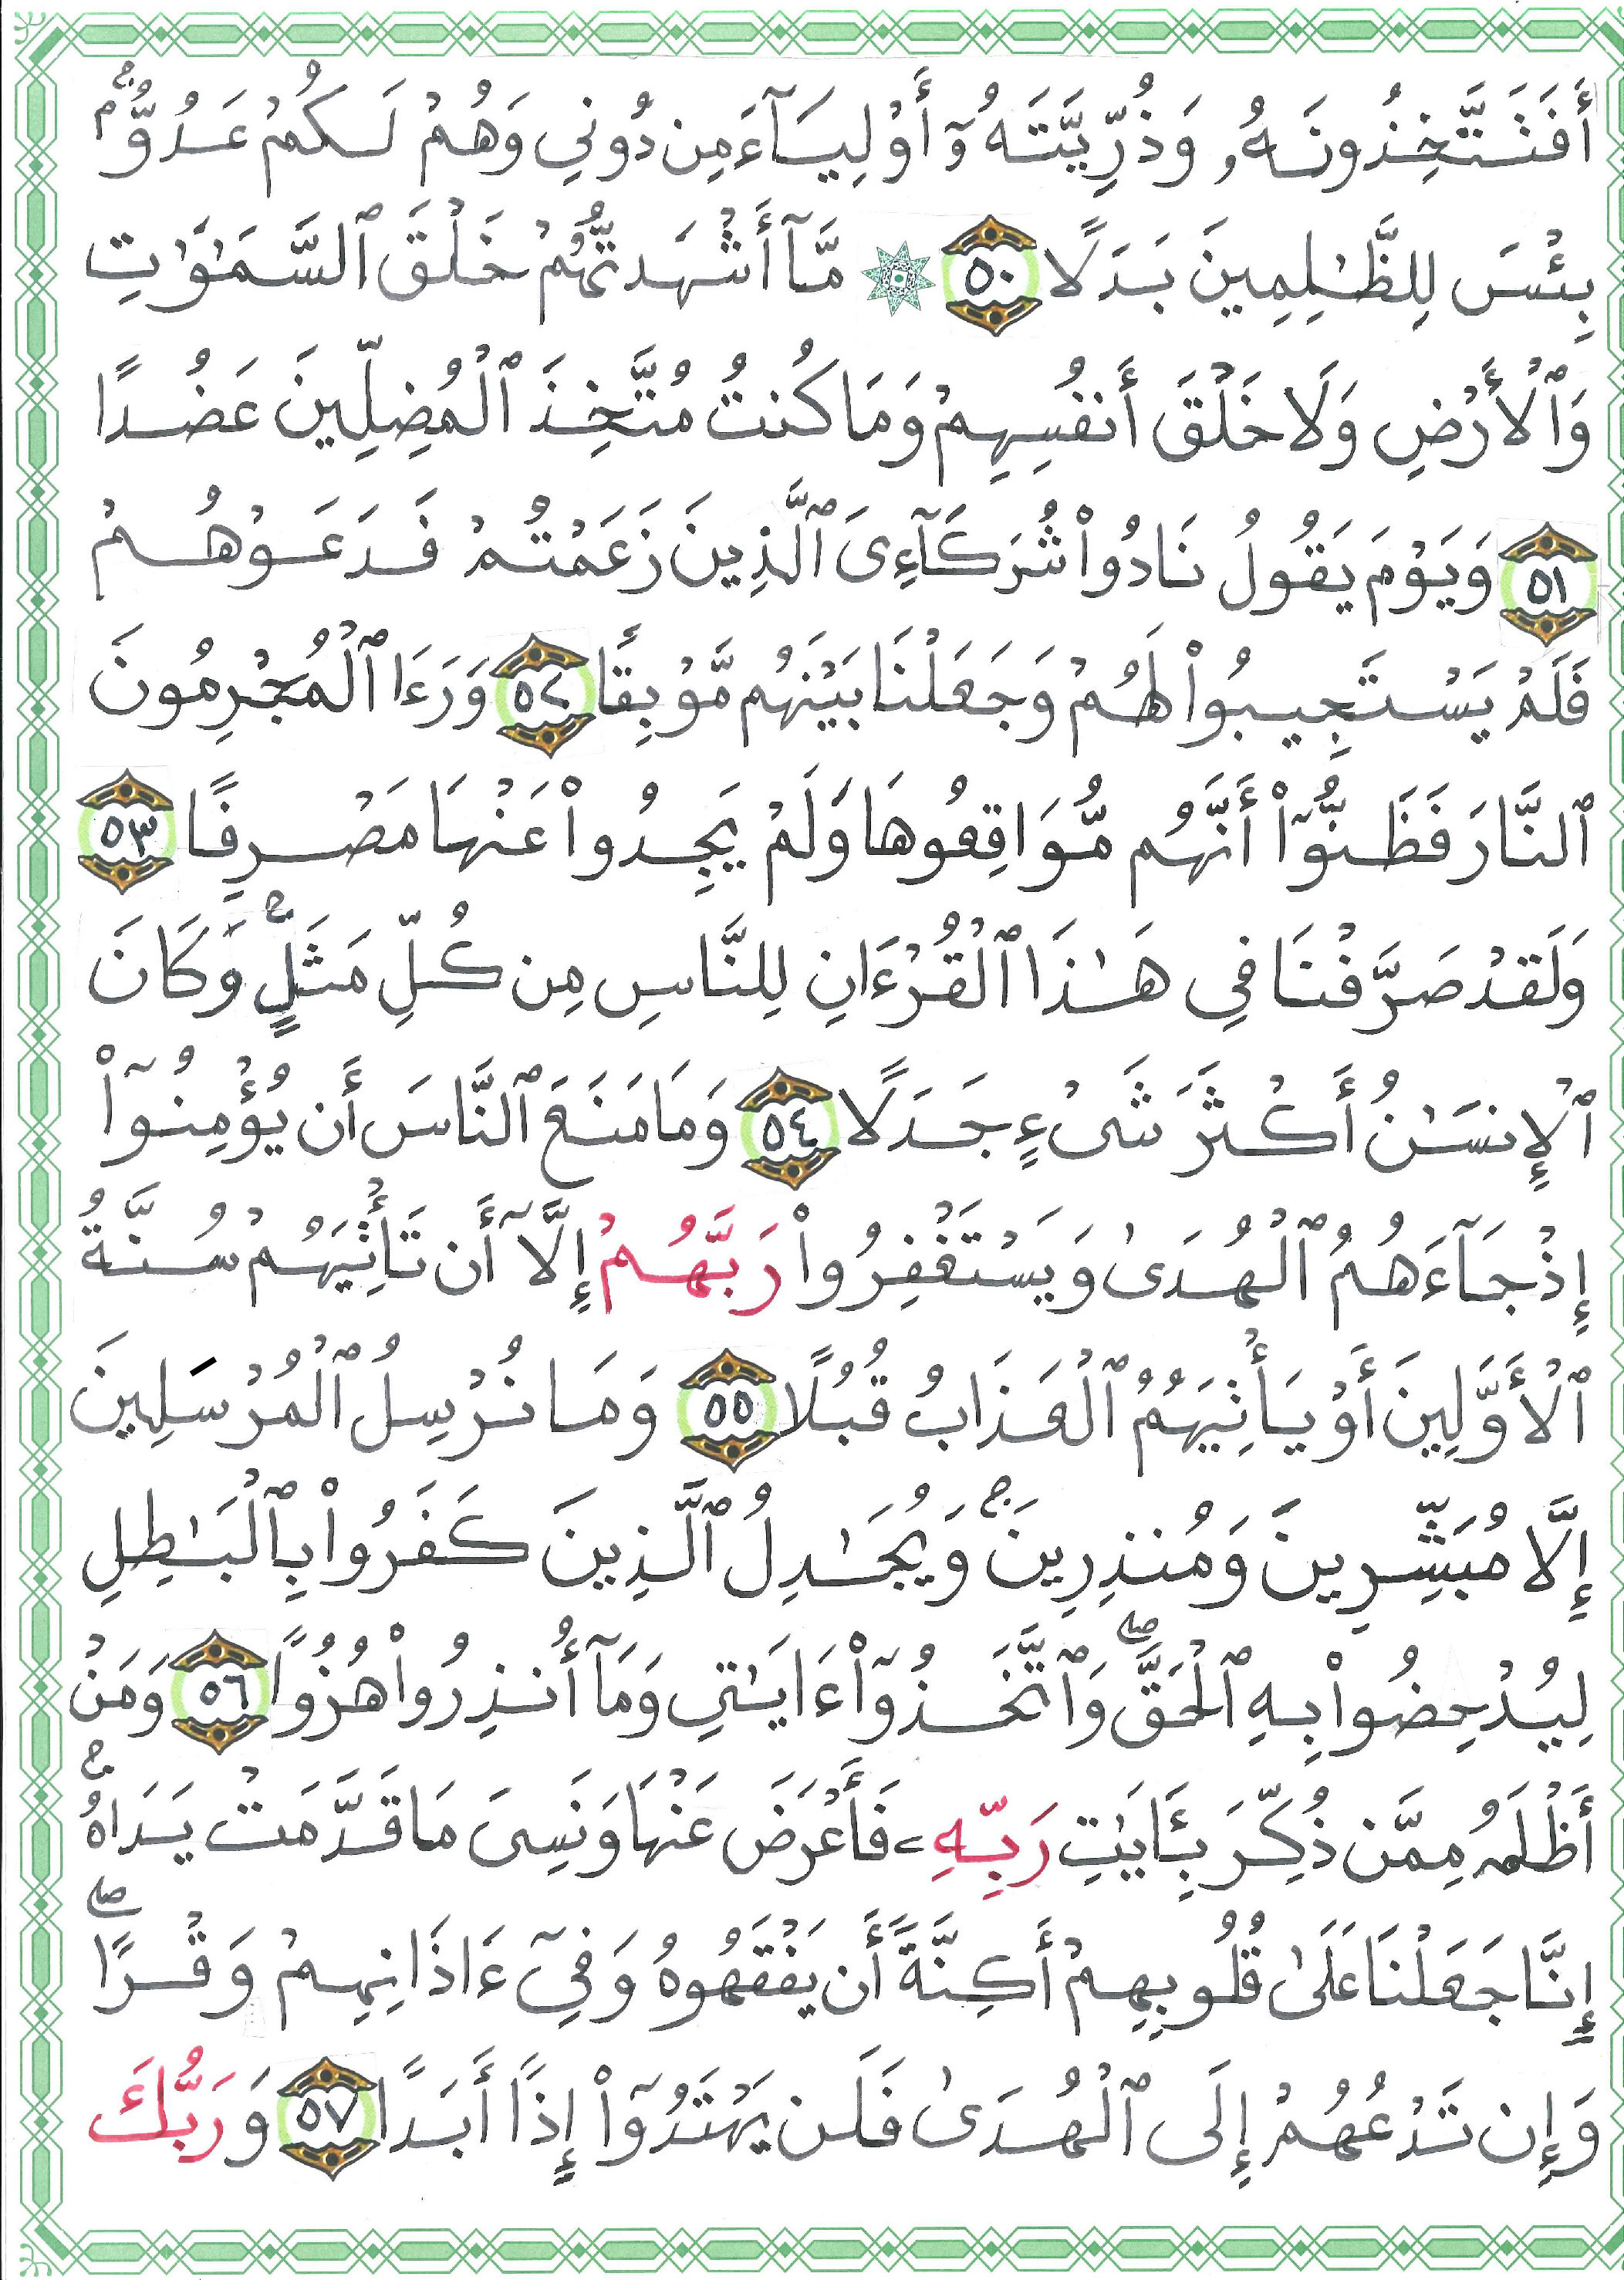 أَفَتَتَّخِذُونَهُۥ وَذُرِّيَّتَهُۥٓ أَوْلِيَآءَ مِن دُونِي وَهُمْ لَكُمْ عَدُوُّۢ ۚ
بِئْسَ لِلظَّٰلِمِينَ بَدَلًا ٥٠ ۞ مَّآ أَشْهَدتُّهُمْ خَلْقَ ٱلسَّمَٰوَٰتِ
وَٱلْأَرْضِ وَلَا خَلْقَ أَنفُسِهِمْ وَمَا كُنتُ مُتَّخِذَ ٱلْمُضِلِّينَ عَضُدًا
٥١ وَيَوْمَ يَقُولُ نَادُوا۟ شُرَكَآءِىَ ٱلَّذِينَ زَعَمْتُمْ فَدَعَوْهُمْ
فَلَمْ يَسْتَجِيبُوا۟ لَهُمْ وَجَعَلْنَا بَيْنَهُم مَّوْبِقًا ٥٢ وَرَءَا ٱلْمُجْرِمُونَ
ٱلنَّارَ فَظَنُّوٓا۟ أَنَّهُم مُّوَاقِعُوهَا وَلَمْ يَجِدُوا۟ عَنْهَا مَصْرِفًا ٥٣
وَلَقَدْ صَرَّفْنَا فِي هَٰذَا ٱلْقُرْءَانِ لِلنَّاسِ مِن كُلِّ مَثَلٍ ۚ وَكَانَ
ٱلْإِنسَٰنُ أَكْثَرَ شَىْءٍ جَدَلًا ٥٤ وَمَا مَنَعَ ٱلنَّاسَ أَن يُؤْمِنُوٓا۟
إِذْ جَآءَهُمُ ٱلْهُدَىٰ وَيَسْتَغْفِرُوا۟ رَبَّهُمْ إِلَّآ أَن تَأْتِيَهُمْ سُنَّةُ
ٱلْأَوَّلِينَ أَوْ يَأْتِيَهُمُ ٱلْعَذَابُ قُبُلًا ٥٥ وَمَا نُرْسِلُ ٱلْمُرْسَلِينَ
إِلَّا مُبَشِّرِينَ وَمُنذِرِينَ ۚ وَيُجَٰدِلُ ٱلَّذِينَ كَفَرُوا۟ بِٱلْبَٰطِلِ
لِيُدْحِضُوا۟ بِهِ ٱلْحَقَّ ۖ وَٱتَّخَذُوٓا۟ ءَايَٰتِي وَمَآ أُنذِرُوا۟ هُزُوًا ٥٦ وَمَنْ
أَظْلَمُ مِمَّن ذُكِّرَ بِـَٔايَٰتِ رَبِّهِۦ فَأَعْرَضَ عَنْهَا وَنَسِىَ مَا قَدَّمَتْ يَدَاهُ ۚ
إِنَّا جَعَلْنَا عَلَىٰ قُلُوبِهِمْ أَكِنَّةً أَن يَفْقَهُوهُ وَفِيٓ ءَاذَانِهِمْ وَقْرًا ۖ
وَإِن تَدْعُهُمْ إِلَى ٱلْهُدَىٰ فَلَن يَهْتَدُوٓا۟ إِذًا أَبَدًا ٥٧ وَرَبُّكَ